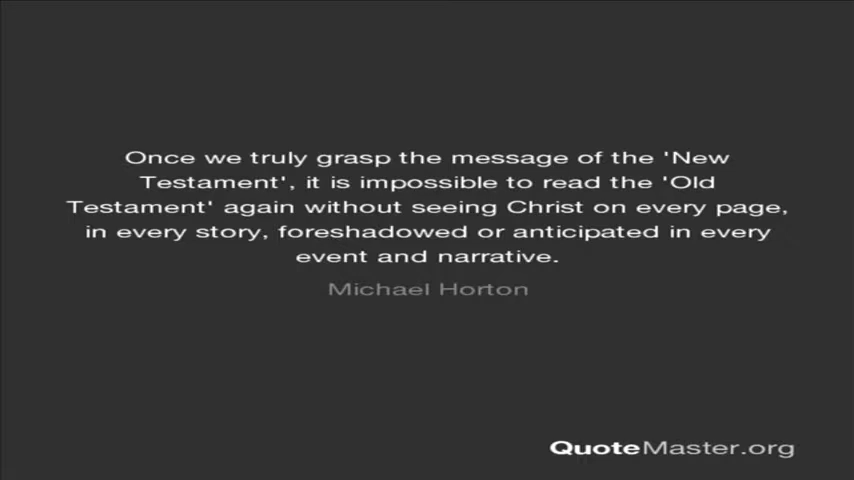 Once we truly grasp the message of the 'New
Testament', it is impossible to read the 'Old
Testament' again without seeing Christ on every page,
in every story, foreshadowed or anticipated in every
event and narrative.
Michael Horton
QuoteMaster.org